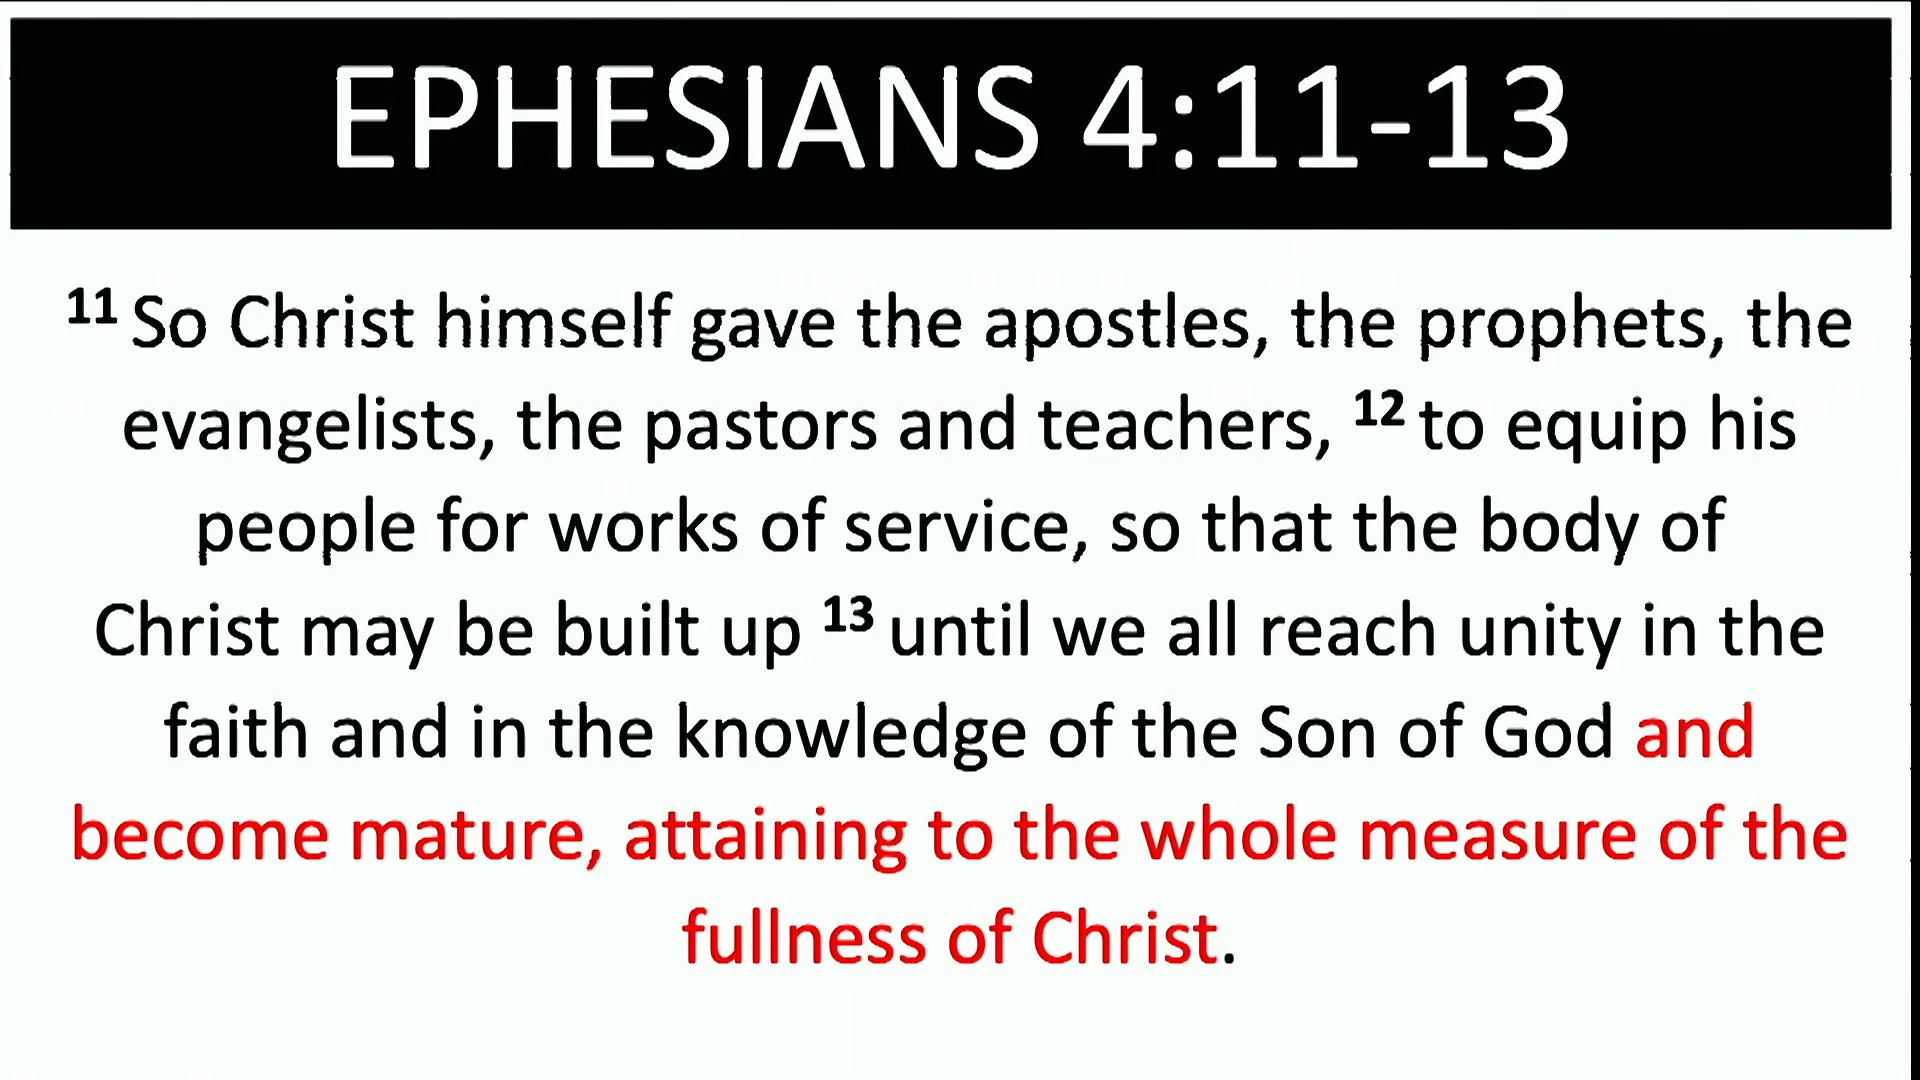 EPHESIANS 4:11-13
11 So Christ himself gave the apostles, the prophets, the
evangelists, the pastors and teachers, 12 to equip his
people for works of service, so that the body of
Christ may be built up 13 until we all reach unity in the
faith and in the knowledge of the Son of God and
become mature, attaining to the whole measure of the
fullness of Christ.